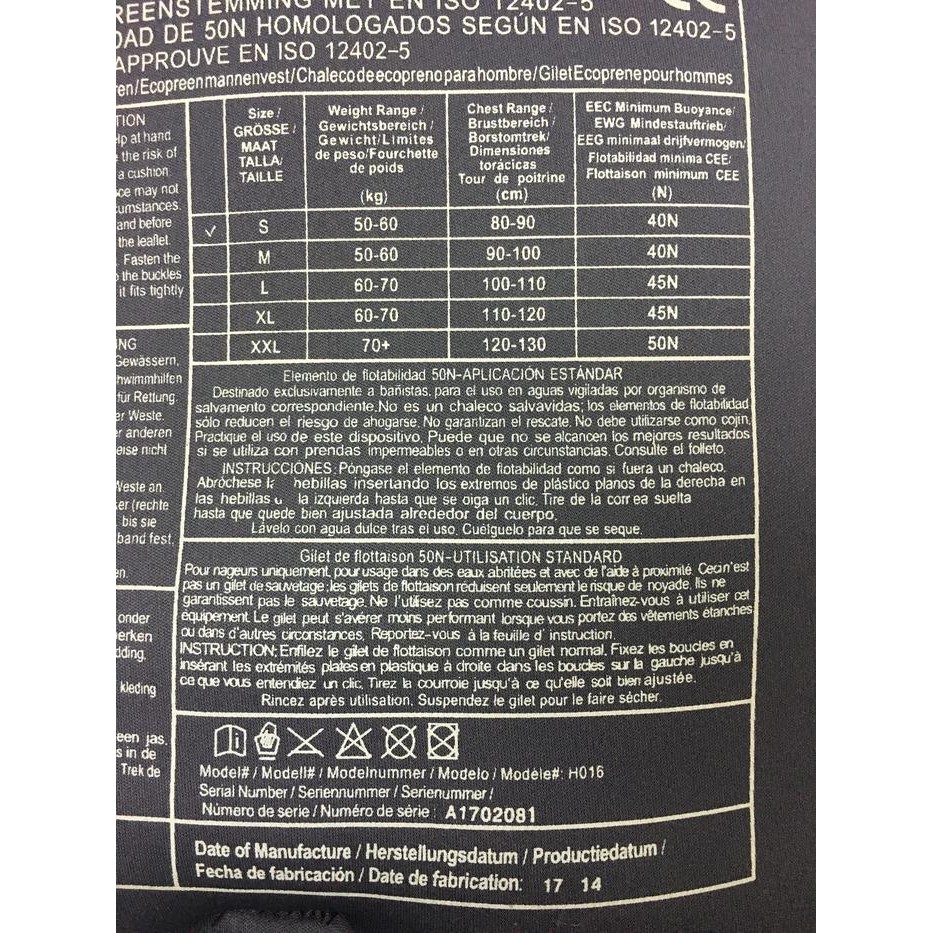 REENSTEMMING MET EN ISO 12402-5
DAD DE 50N HOMOLOGADOS SEGÚN EN ISO 12402-5
APPROUVE EN ISO 12402-5
ren/Ecopreenmannenvest/Chalecodeecoprenoparahombre/GiletEcoprenepourhommes
TION
lp at hand.
the risk of
a cushion.
ce may not
umstances.
and before
the leaflet.
Fasten the
the buckles
it fits tightly
NG
Gewässern,
hwimmhilfen
für Rettung.
er Weste.
er anderen
eise nicht
Weste an.
ker (rechte
bis sie
band fest.
en.
onder
erken
dding.
kleding
een jas.
s in de
Trek de
Size /
GRÖSSE /
MAAT
TALLA/
TAILLE
Weight Range /
Gewichtsbereich /
Gewicht/Limites
de peso/Fourchette
de poids
(kg)
Chest Range /
Brustbereich /
Borstomtrek/
Dimensiones
torácicas
Tour de poitrine
(cm)
EEC Minimum Buoyance/
EWG Mindestauftrieb/
EEG minimaal drijfvermogen/
Flotabilidad minima CEE/
Flottaison minimum CEE
(N)
✓ S 50-60 80-90 40N
M 50-60 90-100 40N
L 60-70 100-110 45N
XL 60-70 110-120 45N
XXL 70+ 120-130 50N
Elemento de flotabilidad 50N-APLICACIÓN ESTÁNDAR
Destinado exclusivamente a bañistas, para el uso en aguas vigiladas por organismo de
salvamento correspondiente.No es un chaleco salvavidas; los elementos de flotabilidad
sólo reducen el riesgo de ahogarse. No garantizan el rescate. No debe utilizarse como cojín.
Practique el uso de este dispositivo. Puede que no se alcancen los mejores resultados
si se utiliza con prendas impermeables o en otras circunstancias. Consulte el folleto.
INSTRUCCIONES: Póngase el elemento de flotabilidad como si fuera un chaleco.
Abróchese hebillas insertando los extremos de plástico planos de la derecha en
las hebillas la izquierda hasta que se oiga un clic. Tire de la corr ea suelta
hasta que quede bien ajustada alrededor del cuerpo.
Lávelo con agua dulce tras el uso. Cuélguelo para que se seque.
Gilet de flottaison 50N-UTILISATION STANDARD
Pour nageurs uniquement, pour usage dans des eaux abritées et avec de l'aide à proximité. Ceci n'est
pas un gilet de sauvetage ;les gilets de flottaison réduisent seulement le risque de noyade. Ils ne
garantissent pas le sauvetage. Ne l'utilisez pas comme coussin. Entraînez-vous à utiliser cet
équipement. Le gilet peut s'avérer moins performant lorsque vous portez des vêtements étanches
ou dans d'autres circonstances. Reportez-vous à la feuille d' instruction.
INSTRUCTION; Enfilez le gilet de flottaison comme un gilet normal. Fixez les boucles en
insérant les extrémités plates en plastique à droite dans les boucles sur la gauche jusqu'à
ce que vous entendiez un clic. Tirez la courroie jusqu'à ce qu'elle soit bien ajustée.
Rincez après utilisation. Suspendez le gilet pour le faire sécher.
Model# / Modell# / Modelnummer / Modelo / Modèle#: H016
Serial Number / Seriennummer / Serienummer /
Número de serie / Numéro de série : A1702081
Date of Manufacture / Herstellungsdatum / Productiedatum /
Fecha de fabricación / Date de fabrication: 17 14